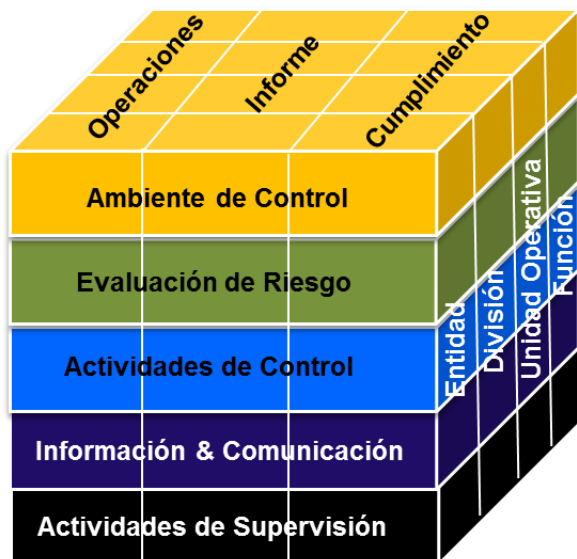 Operaciones
Informe
Cumplimiento
Ambiente de Control
Evaluación de Riesgo
Actividades de Control
Información & Comunicación
Actividades de Supervisión
Entidad
División
Unidad Operativa
Función